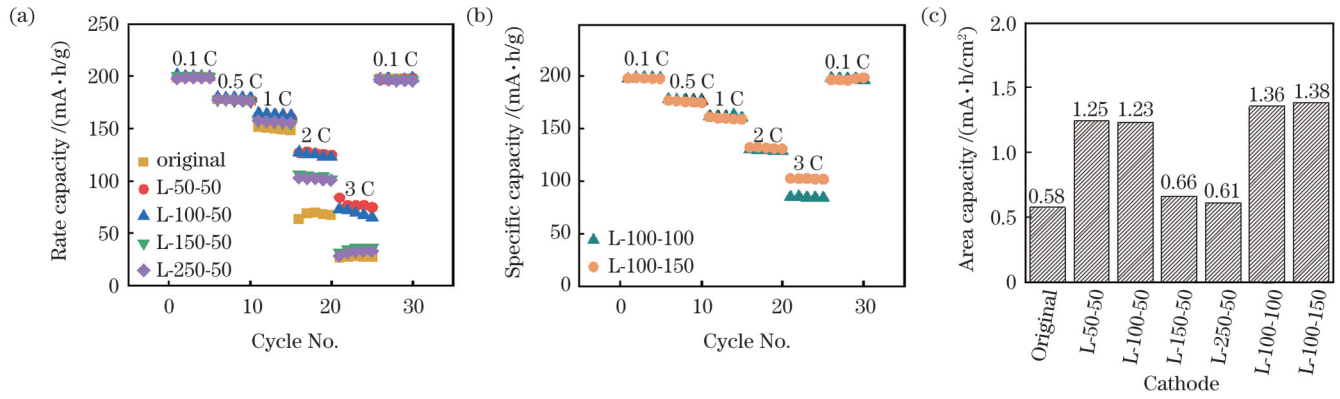 (a)
250
200
150
100
50
0
Rate capacity /(mA·h/g)
0.1 C
0.5 C
1 C
2 C
3 C
0.1 C
original
L-50-50
L-100-50
L-150-50
L-250-50
0
10
20
30
Cycle No.
(b)
200
150
100
50
0
Specific capacity /(mA·h/g)
0.1 C
0.5 C
1 C
2 C
3 C
0.1 C
L-100-100
L-100-150
0
10
20
30
Cycle No.
(c)
2.0
1.5
1.0
0.5
0
Area capacity /(mA·h/cm²)
0.58
1.25
1.23
0.66
0.61
1.36
1.38
Original
L-50-50
L-100-50
L-150-50
L-250-50
L-100-100
L-100-150
Cathode